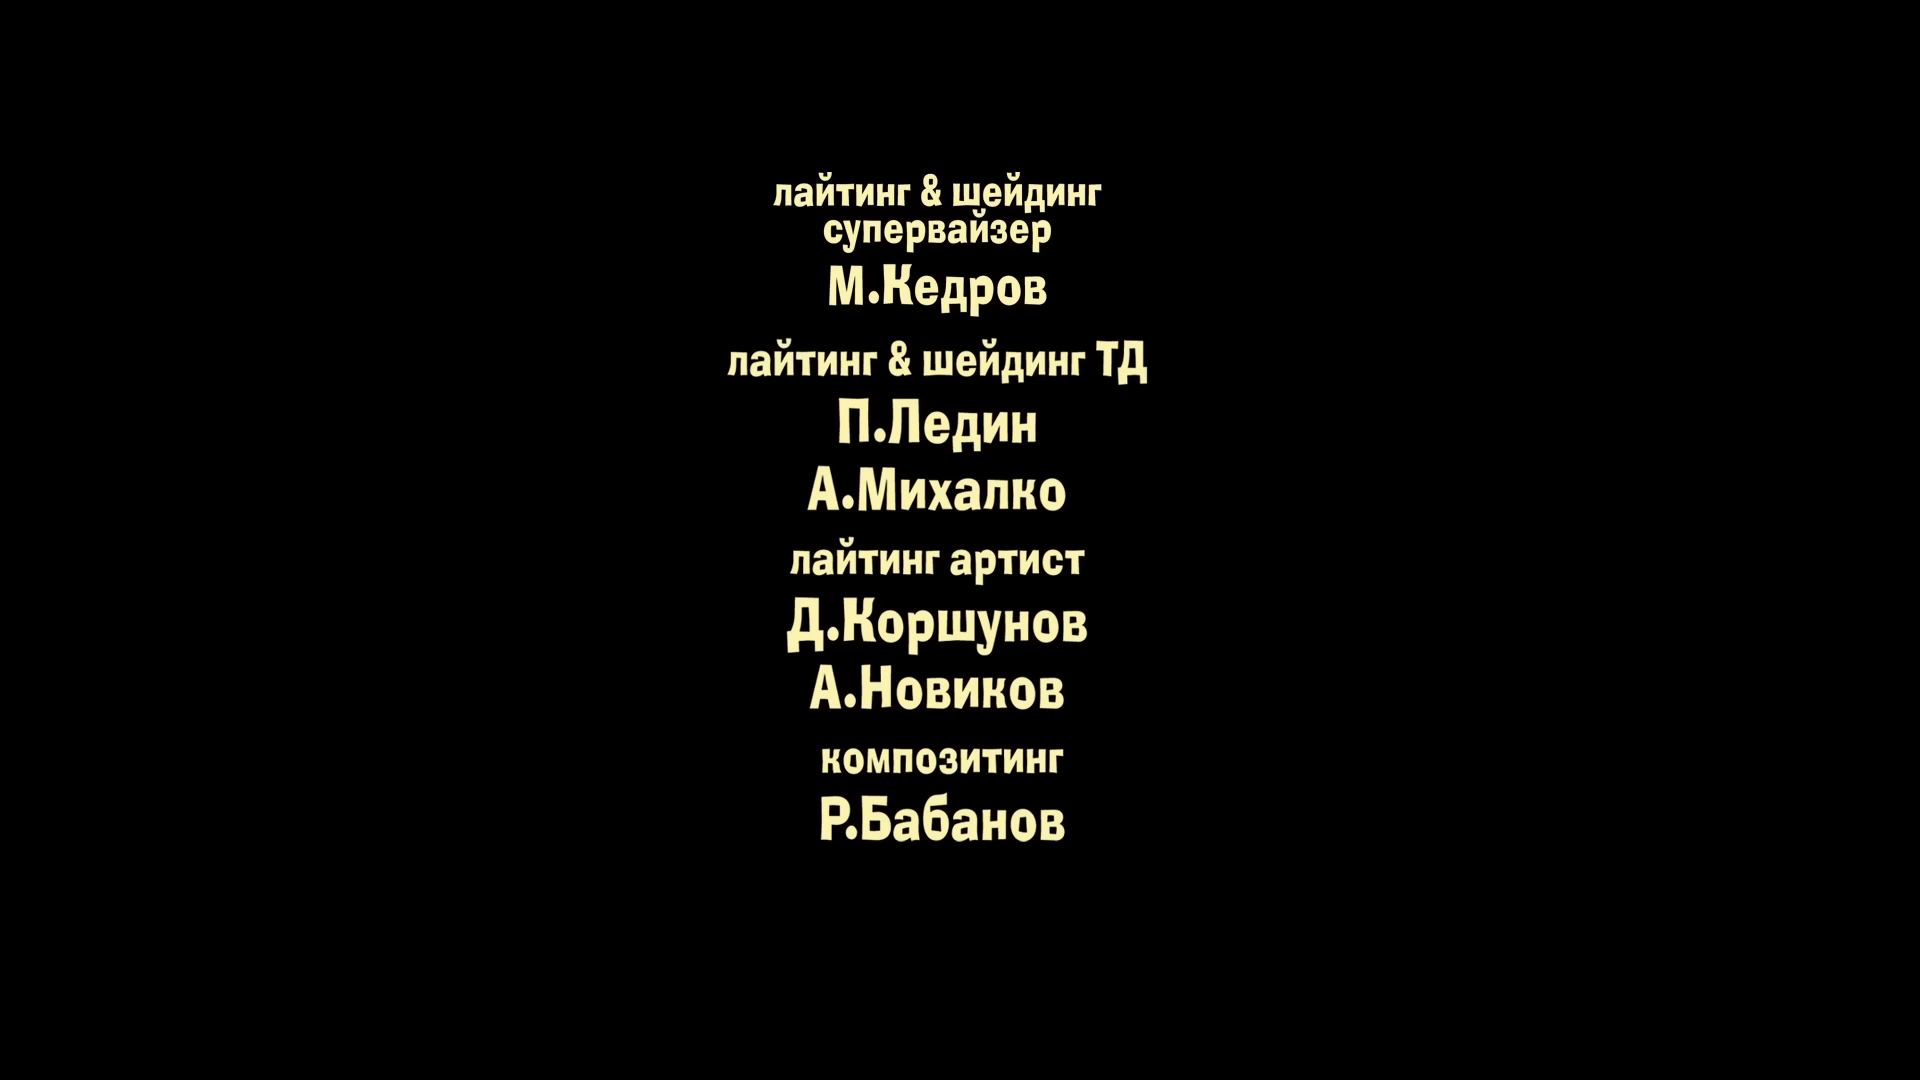 лайтинг & шейдинг
супервайзер
М.Кедров
лайтинг & шейдинг ТД
П.Ледин
А.Михалко
лайтинг артист
Д.Коршунов
А.Новиков
композитинг
Р.Бабанов